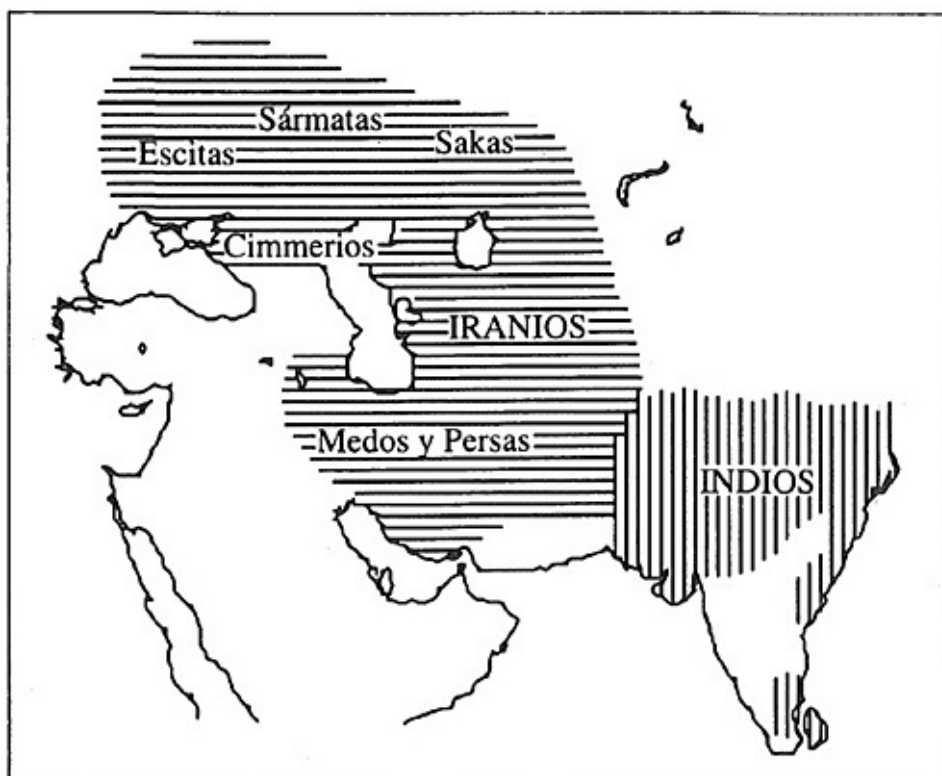 Sármatas
Escitas
Sakas
Cimmerios
IRANIOS
Medos y Persas
INDIOS